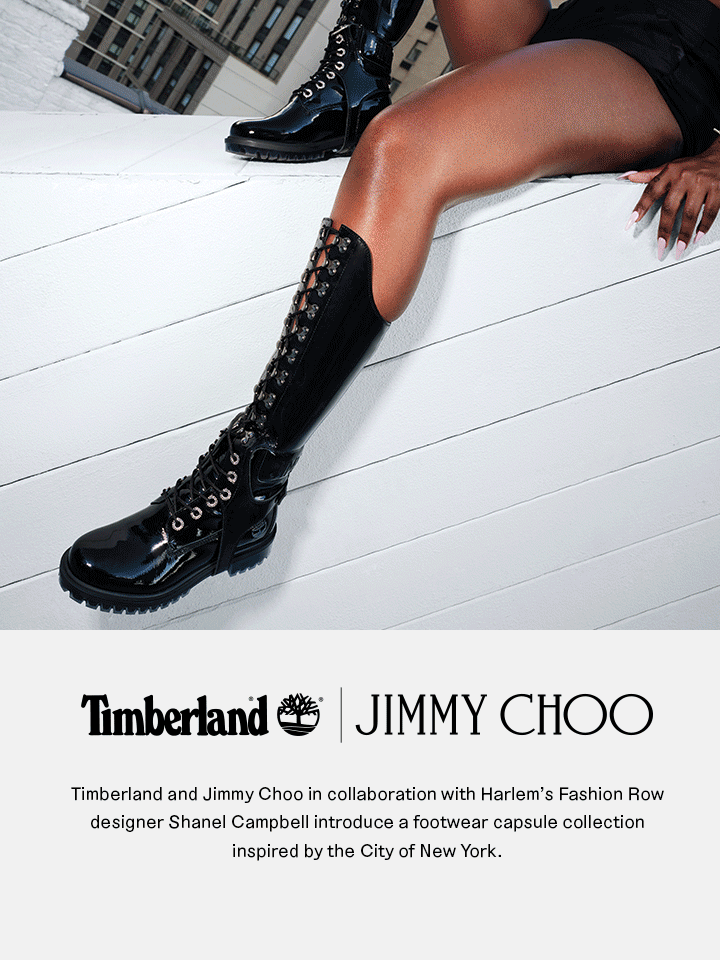 Timberland® ® | JIMMY CHOO
Timberland and Jimmy Choo in collaboration with Harlem’s Fashion Row
designer Shanel Campbell introduce a footwear capsule collection
inspired by the City of New York.